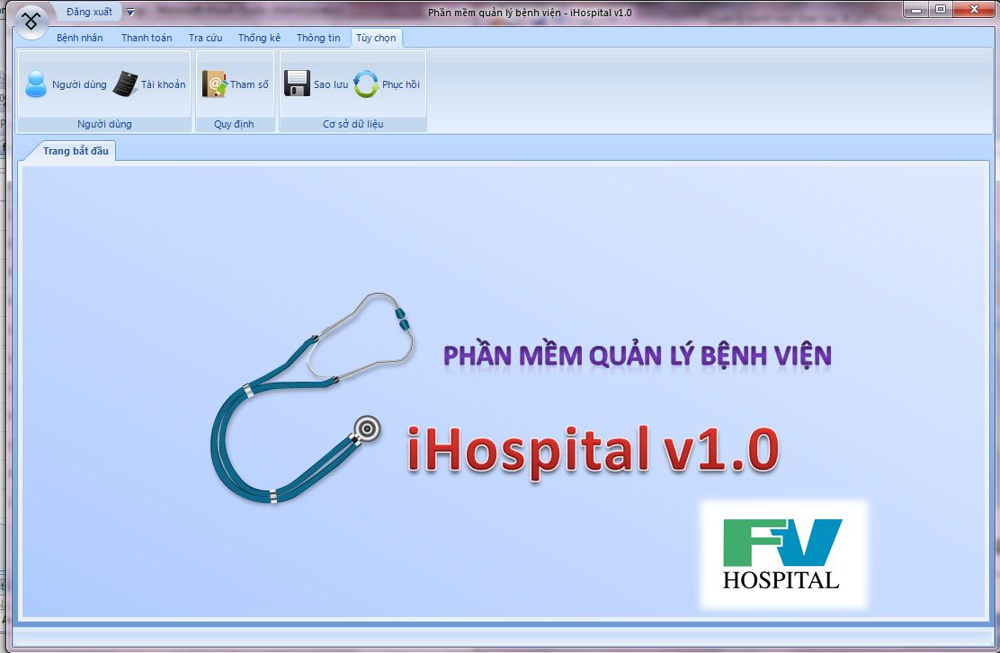 Đăng xuất
Phần mềm quản lý bệnh viện - iHospital v1.0
Bệnh nhân Thanh toán Tra cứu Thống kê Thông tin Tùy chọn
Người dùng Tài khoản Tham số Sao lưu Phục hồi
Người dùng Quy định Cơ sở dữ liệu
Trang bắt đầu
PHẦN MỀM QUẢN LÝ BỆNH VIỆN
iHospital v1.0
FV
HOSPITAL